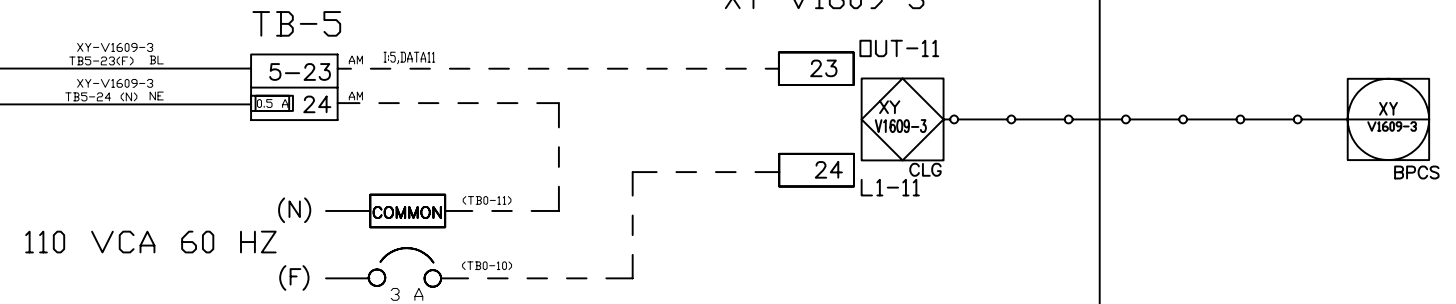 XY-V1609-3
TB-5
XY-V1609-3
TB5-23(F) BL
5-23
AM
I:5,DATA11
23
OUT-11
XY-V1609-3
TB5-24 (N) NE
0.5 A
24
AM
XY
V1609-3
CLG
XY
V1609-3
BPCS
24
L1-11
(N)
COMMON
(TB0-11)
110 VCA 60 HZ
(F)
3 A
(TB0-10)